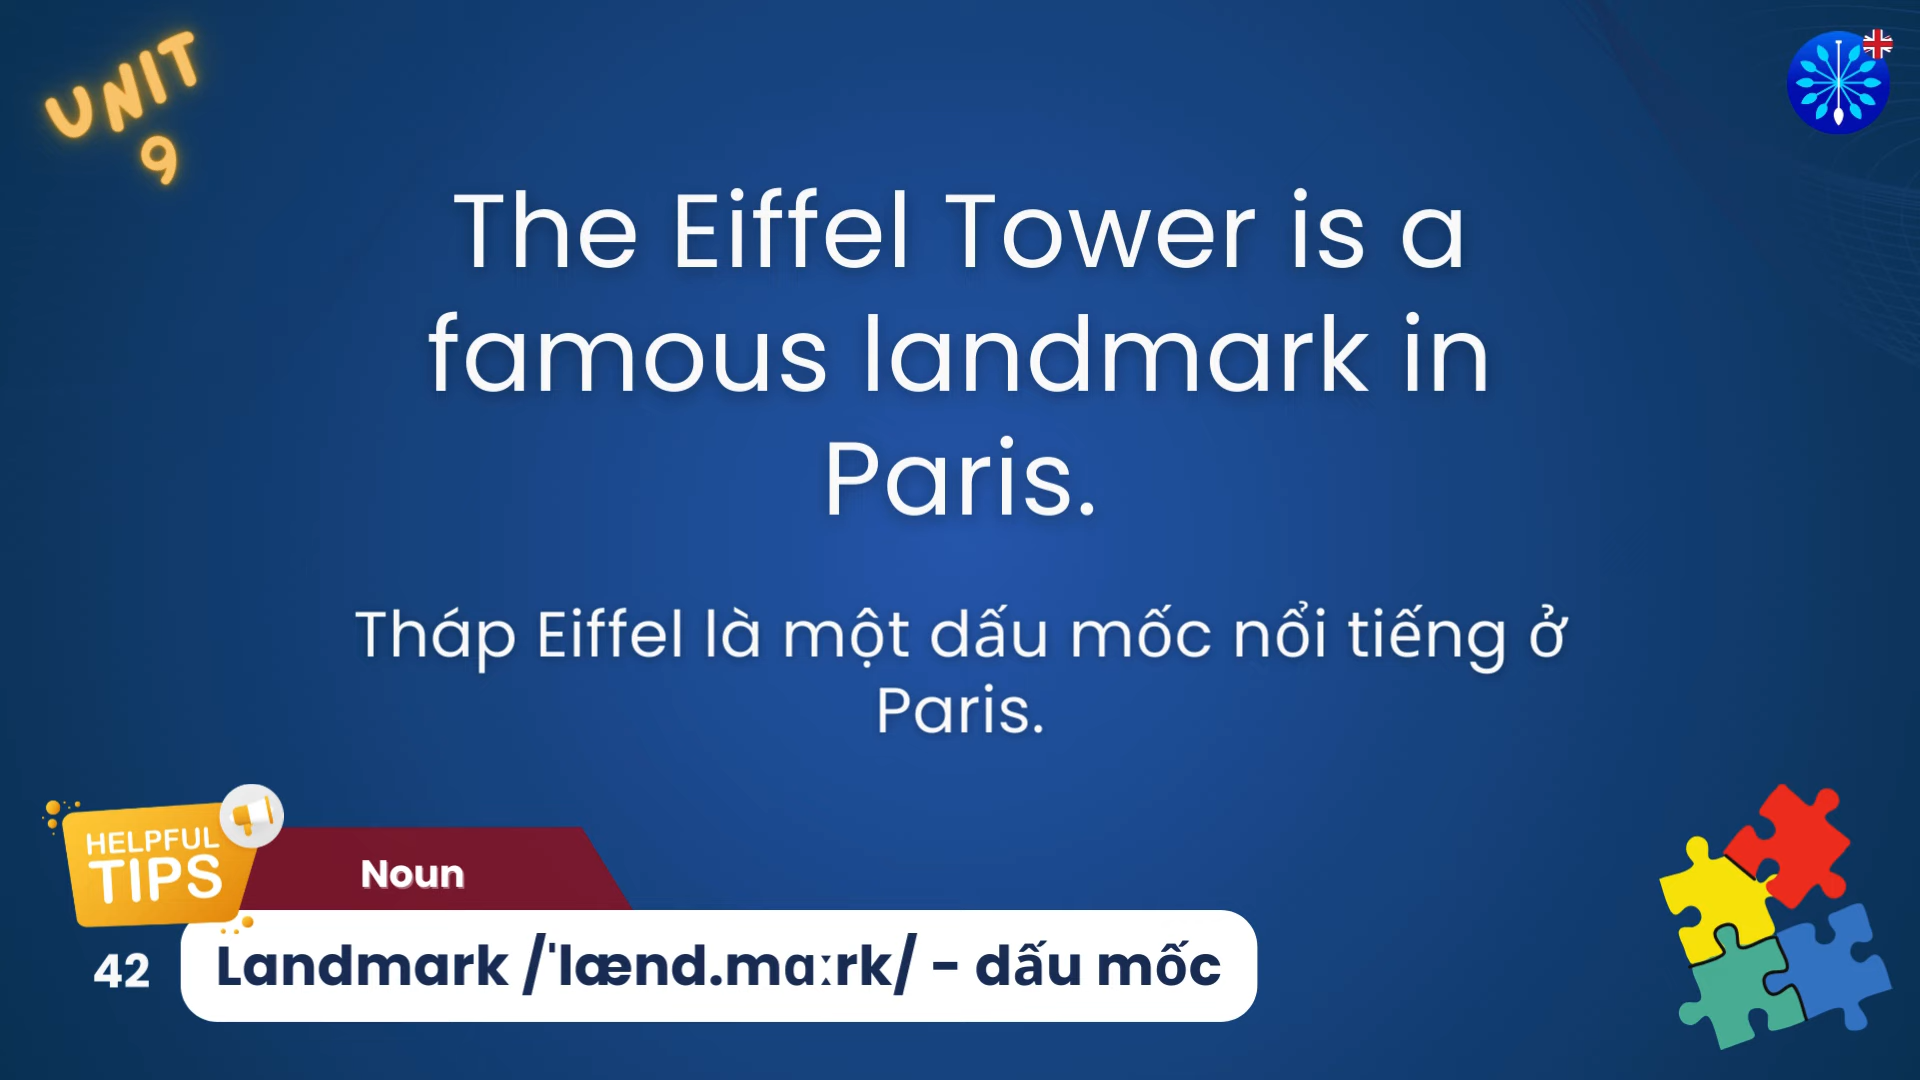 UNIT
9
The Eiffel Tower is a
famous landmark in
Paris.
Tháp Eiffel là một dấu mốc nổi tiếng ở
Paris.
HELPFUL
TIPS
Noun
42
Landmark /ˈlænd.mɑːrk/ - dấu mốc